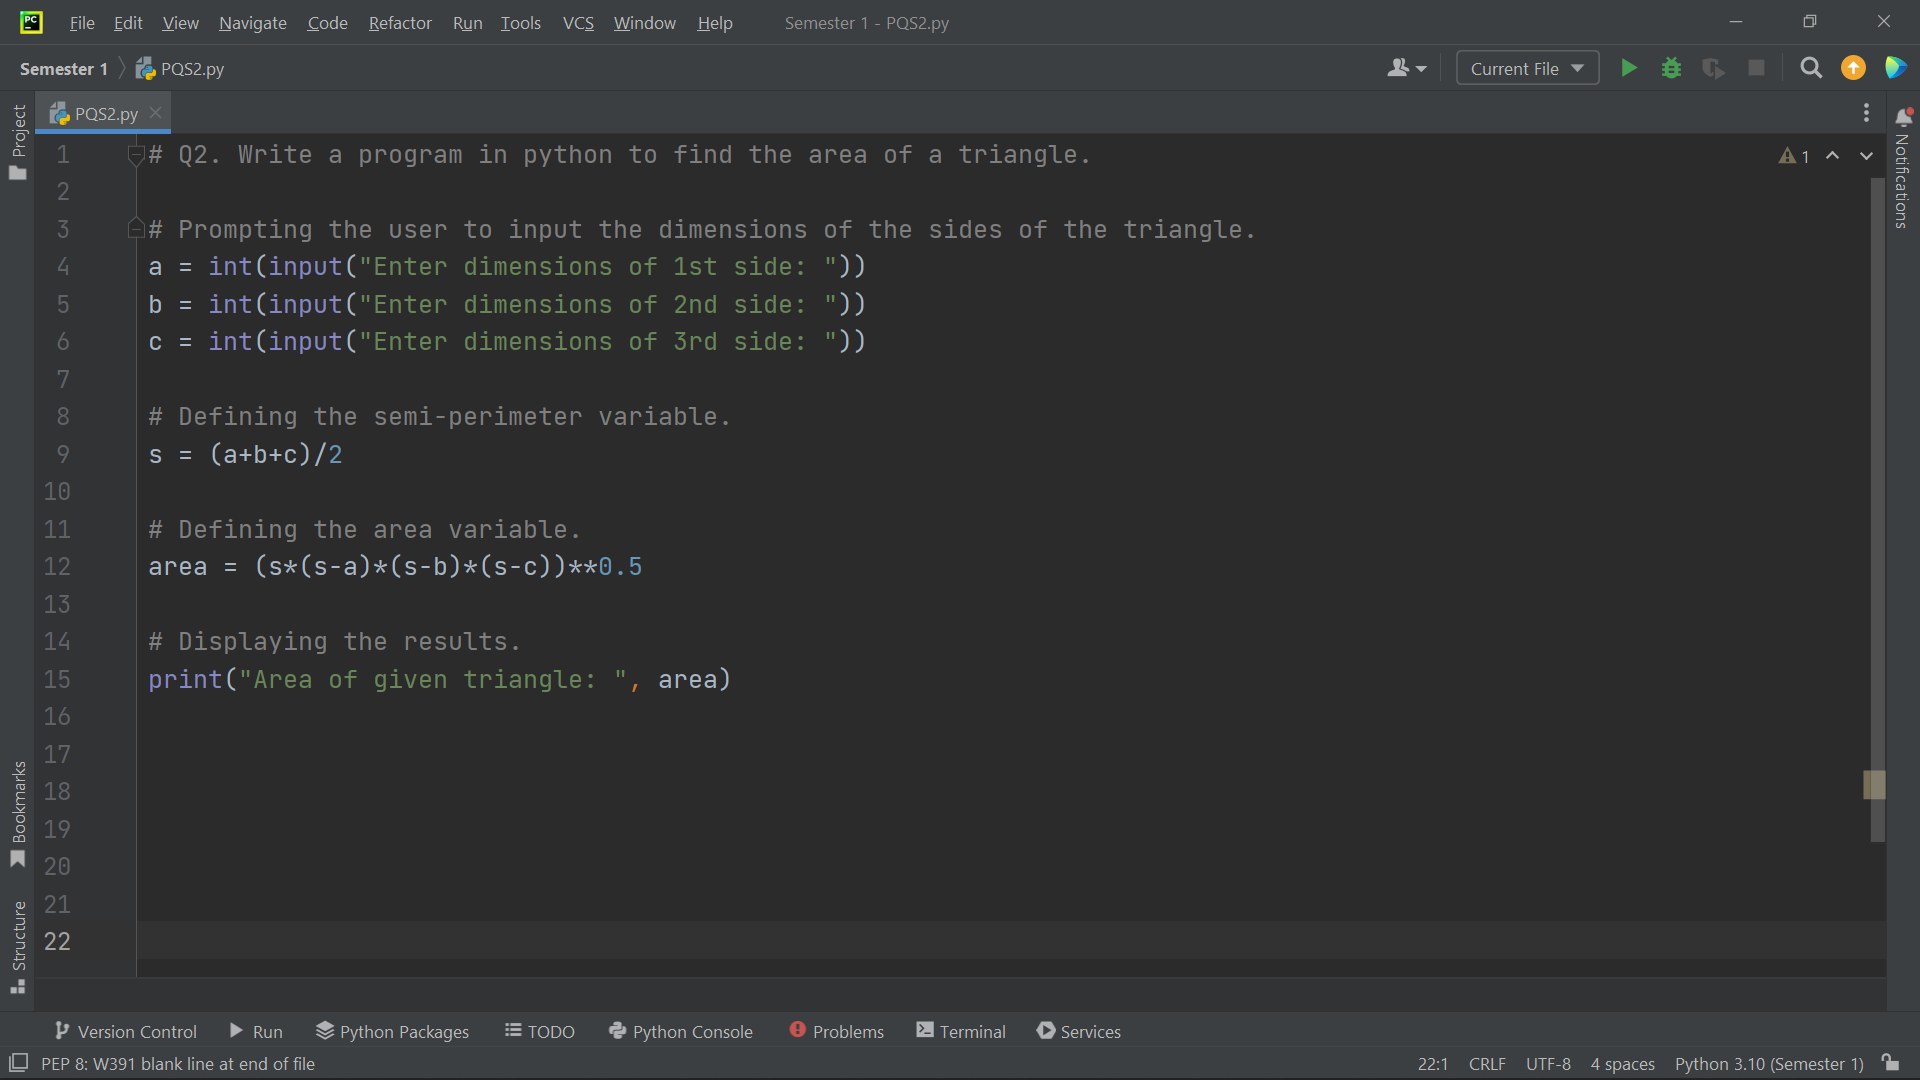 PC File Edit View Navigate Code Refactor Run Tools VCS Window Help Semester 1 - PQS2.py
Semester 1 PQS2.py Current File
Project PQS2.py
1 # Q2. Write a program in python to find the area of a triangle. 1
2
3 # Prompting the user to input the dimensions of the sides of the triangle.
4 a = int(input("Enter dimensions of 1st side: "))
5 b = int(input("Enter dimensions of 2nd side: "))
6 c = int(input("Enter dimensions of 3rd side: "))
7
8 # Defining the semi-perimeter variable.
9 s = (a+b+c)/2
10
11 # Defining the area variable.
12 area = (s*(s-a)*(s-b)*(s-c))**0.5
13
14 # Displaying the results.
15 print("Area of given triangle: ", area)
16
17
18
19
20
21
22
Notifications
Bookmarks
Structure
Version Control Run Python Packages TODO Python Console Problems Terminal Services
PEP 8: W391 blank line at end of file 22:1 CRLF UTF-8 4 spaces Python 3.10 (Semester 1)